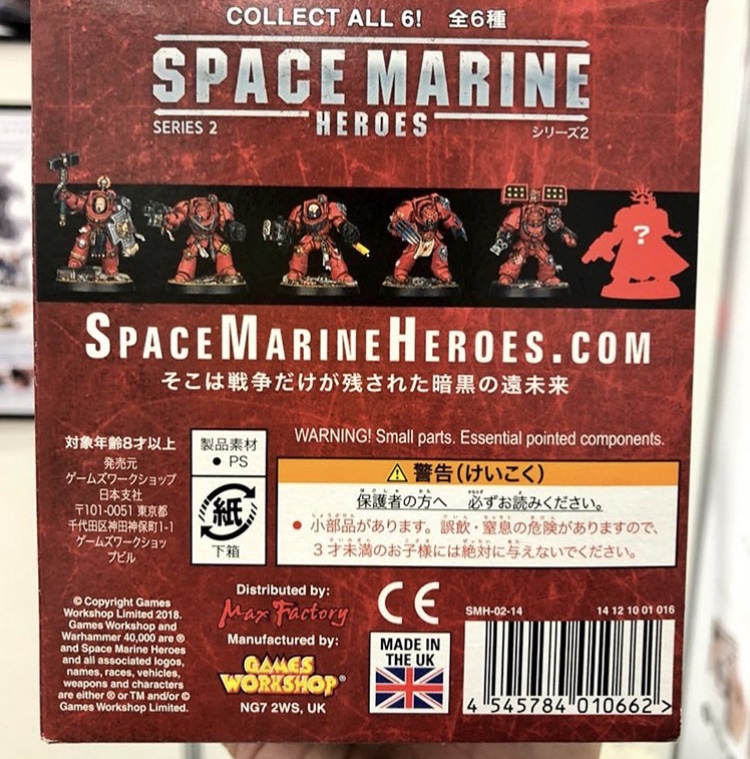 COLLECT ALL 6! 全6種
SPACE MARINE
HEROES
SERIES 2
シリーズ2
?
SPACEMARINEHEROES.COM
そこは戦争だけが残された暗黒の遠未来
対象年齢8才以上
発売元
ゲームズワークショップ
日本支社
〒101-0051 東京都
千代田区神田神保町1-1
ゲームズワークショッ
プビル
製品素材
● PS
紙
下箱
WARNING! Small parts. Essential pointed components.
警告(けいこく)
保護者の方へ 必ずお読みください。
● 小部品があります。誤飲・窒息の危険がありますので、
3才未満のお子様には絶対に与えないでください。
© Copyright Games
Workshop Limited 2018.
Games Workshop and
Warhammer 40,000 are ®
and Space Marine Heroes
and all associated logos,
names, races, vehicles,
weapons and characters
are either ® or TM and/or ©
Games Workshop Limited.
Distributed by:
Max Factory
Manufactured by:
GAMES
WORKSHOP®
NG7 2WS, UK
CE
MADE IN
THE UK
SMH-02-14
14 12 10 01 016
4 545784 010662 >